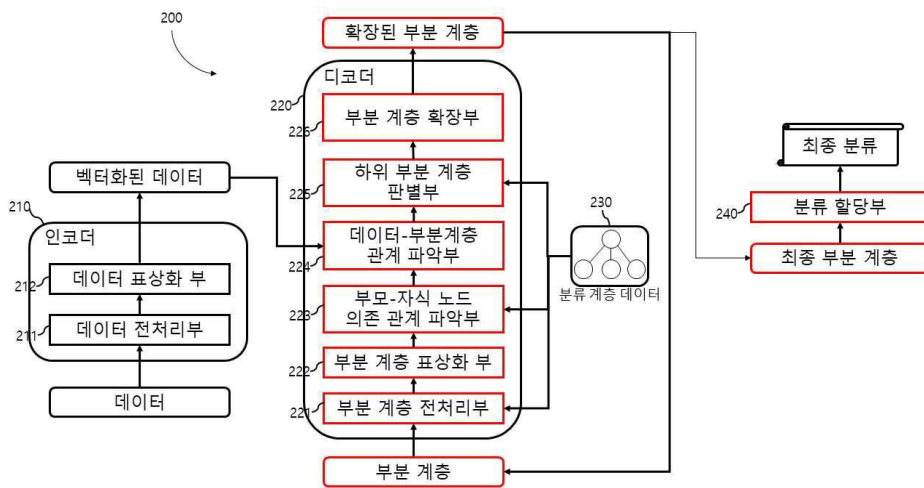 200
확장된 부분 계층
디코더
220
부분 계층 확장부
226
하위 부분 계층
판별부
225
데이터-부분계층
관계 파악부
224
부모-자식 노드
의존 관계 파악부
223
부분 계층 표상화 부
222
부분 계층 전처리부
221
부분 계층
벡터화된 데이터
210
인코더
데이터 표상화 부
212
데이터 전처리부
211
데이터
230
분류 계층 데이터
최종 분류
240
분류 할당부
최종 부분 계층